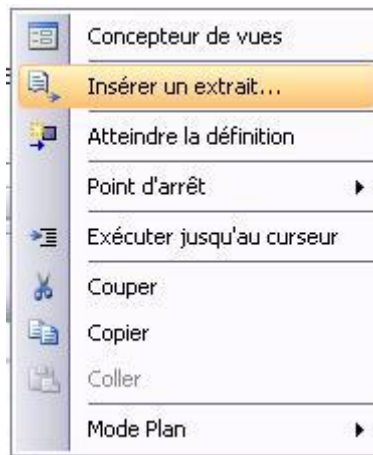 Concepteur de vues
Insérer un extrait...
Atteindre la définition
Point d'arrêt
Exécuter jusqu'au curseur
Couper
Copier
Coller
Mode Plan